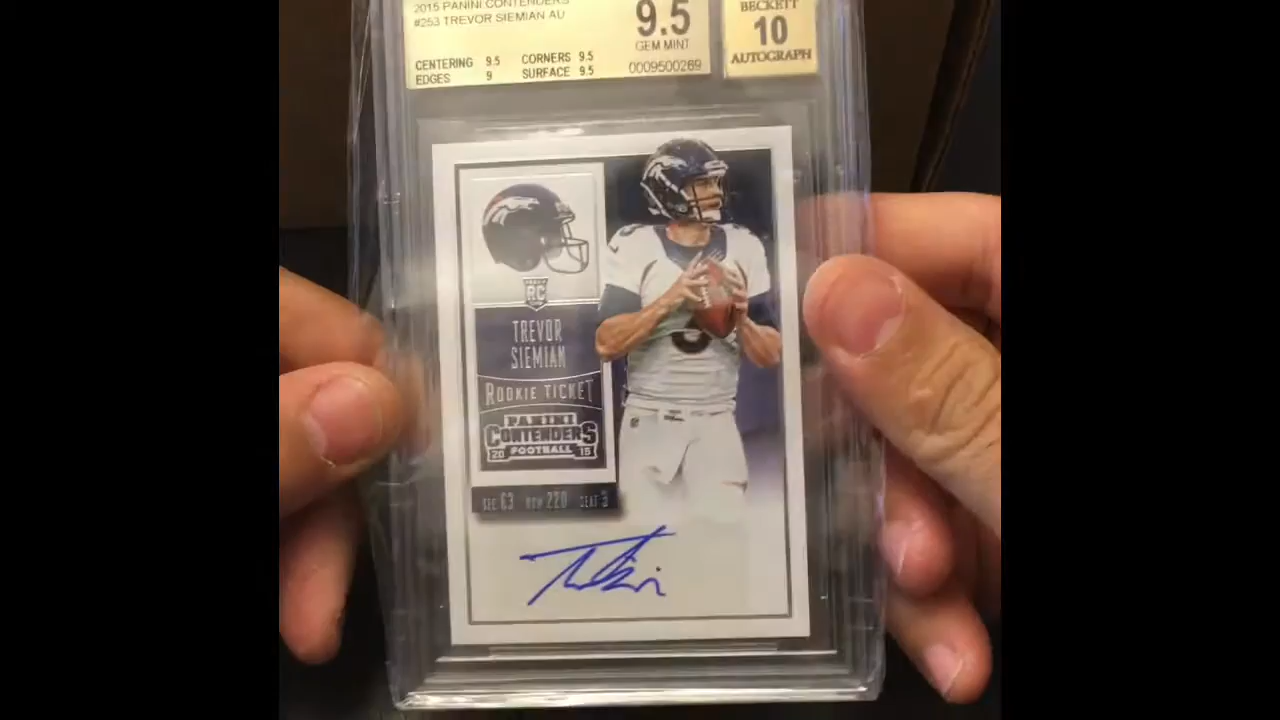 2015 PANINI CONTENDERS
#253 TREVOR SIEMIAN AU
CENTERING 9.5 CORNERS 9.5
EDGES 9 SURFACE 9.5
9.5
GEM MINT
0009500269
BECKETT
10
AUTOGRAPH
RC
TREVOR
SIEMIAN
ROOKIE TICKET
PANINI
CONTENDERS
20 FOOTBALL 15
SEC 63 ROW 220 SEAT 3